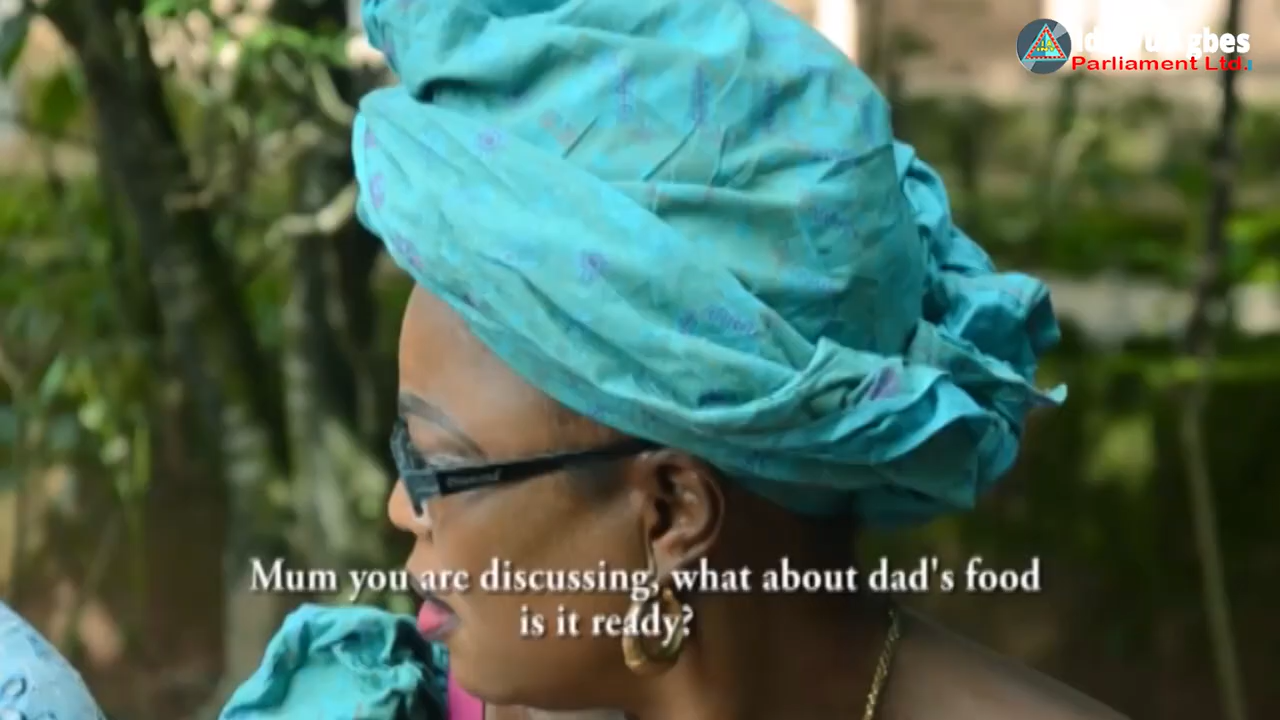 Parliament Ltd.
Mum you are discussing, what about dad's food
is it ready?